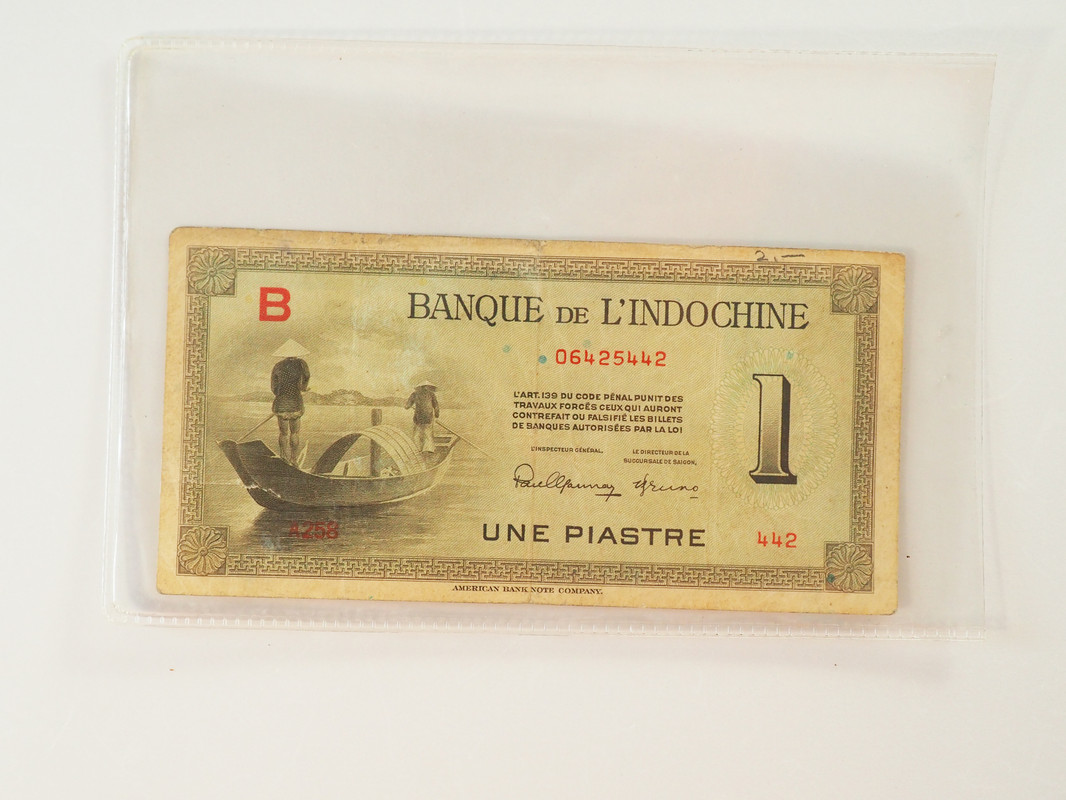 2,—
B
BANQUE DE L'INDOCHINE
06425442
L'ART. 139 DU CODE PÉNAL PUNIT DES
TRAVAUX FORCÉS CEUX QUI AURONT
CONTREFAIT OU FALSIFIÉ LES BILLETS
DE BANQUES AUTORISÉES PAR LA LOI
1
L'INSPECTEUR GÉNÉRAL,
LE DIRECTEUR DE LA
SUCCURSALE DE SAIGON,
4258
UNE PIASTRE
442
AMERICAN BANK NOTE COMPANY.